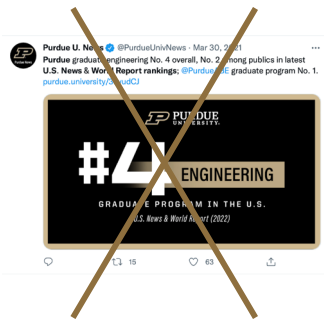 Purdue U. News @PurdueUnivNews · Mar 30, 2021
Purdue graduate engineering No. 4 overall, No. 2 among publics in latest
U.S. News & World Report rankings; graduate program No. 1.
PURDUE
UNIVERSITY
#4 ENGINEERING
GRADUATE PROGRAM IN THE U.S.
U.S. News & World Report (2022)
15 63